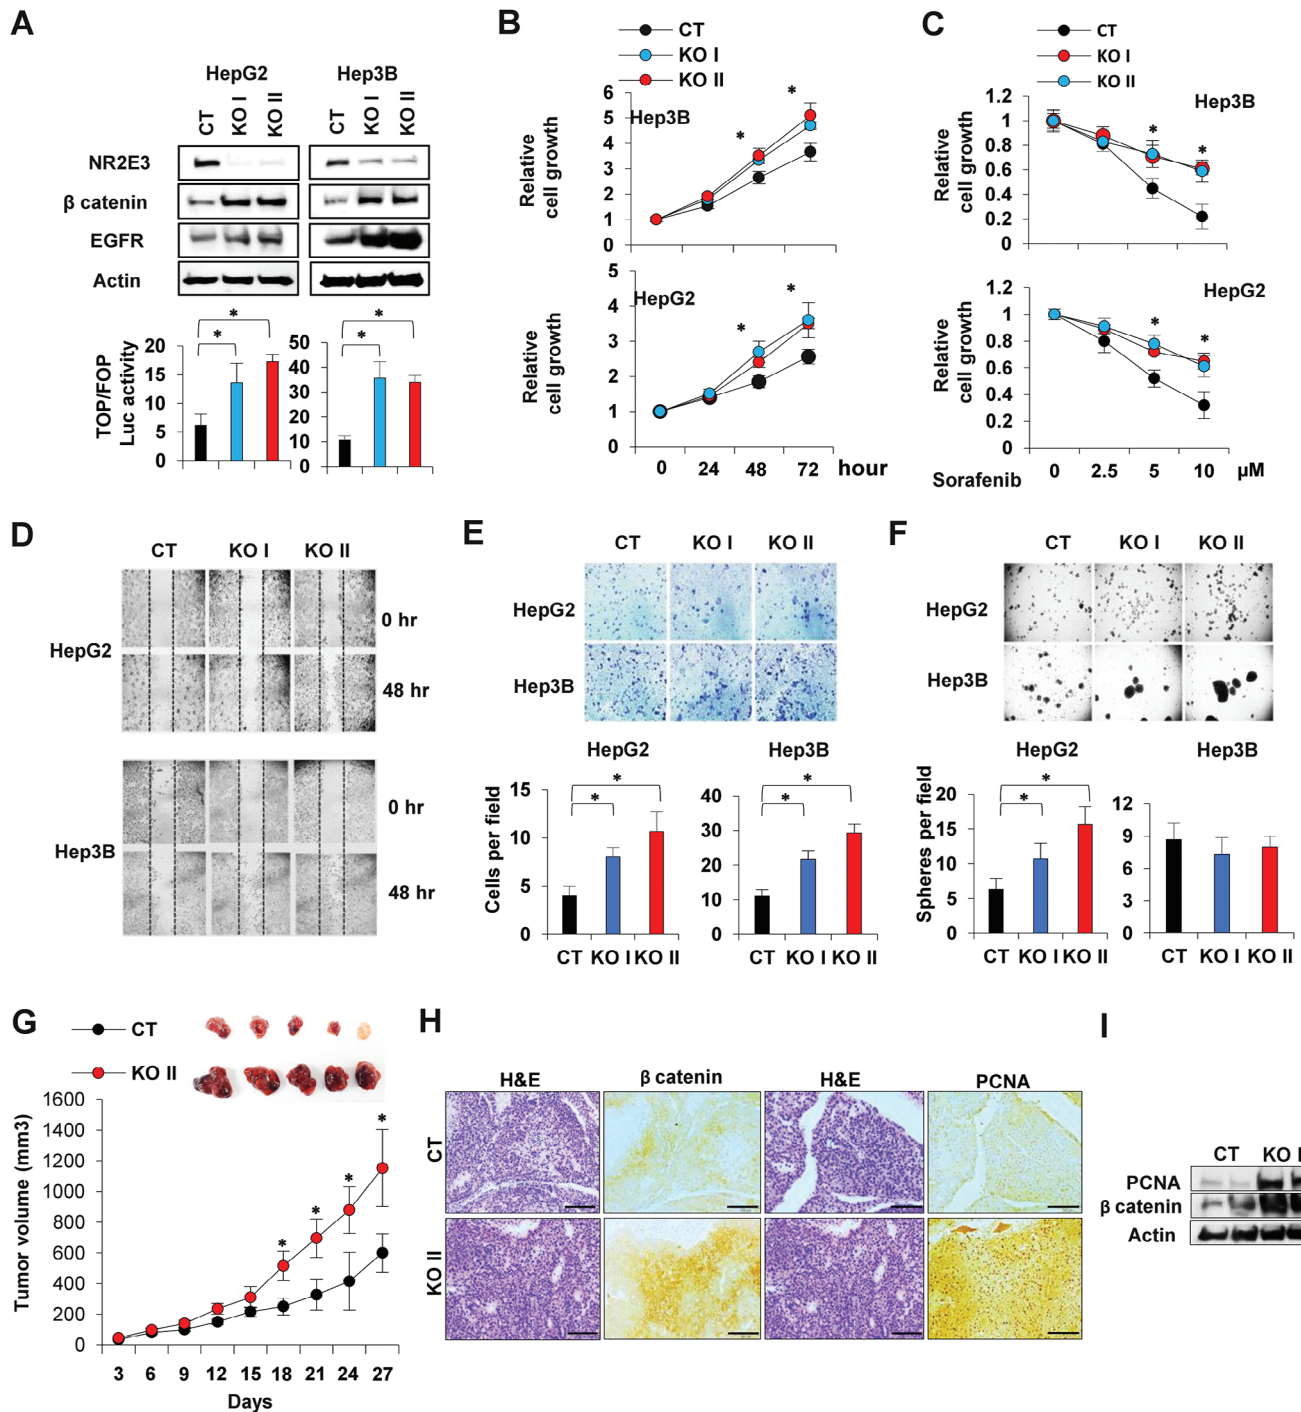 A
HepG2
Hep3B
CT
KO I
KO II
CT
KO I
KO II
NR2E3
β catenin
EGFR
Actin
*
*
*
*
TOP/FOP
Luc activity
20
15
10
5
0
50
40
30
20
10
0
B
CT
KO I
KO II
Hep3B
Relative
cell growth
6
5
4
3
2
1
0
*
*
HepG2
Relative
cell growth
5
4
3
2
1
0
*
*
0 24 48 72 hour
C
CT
KO I
KO II
Hep3B
Relative
cell growth
1.2
1
0.8
0.6
0.4
0.2
0
*
*
HepG2
Relative
cell growth
1.2
1
0.8
0.6
0.4
0.2
0
*
*
Sorafenib 0 2.5 5 10 µM
D
CT KO I KO II
HepG2
0 hr
48 hr
Hep3B
0 hr
48 hr
E
CT KO I KO II
HepG2
Hep3B
HepG2
Hep3B
Cells per field
15
10
5
0
*
*
CT KO I KO II
40
30
20
10
0
*
*
CT KO I KO II
F
CT KO I KO II
HepG2
Hep3B
HepG2
Hep3B
Spheres per field
20
15
10
5
0
*
*
CT KO I KO II
12
9
6
3
0
CT KO I KO II
G
CT
KO II
Tumor volume (mm3)
1600
1400
1200
1000
800
600
400
200
0
*
*
*
*
3 6 9 12 15 18 21 24 27
Days
H
H&E β catenin H&E PCNA
CT
KO II
I
CT KO I
PCNA
β catenin
Actin